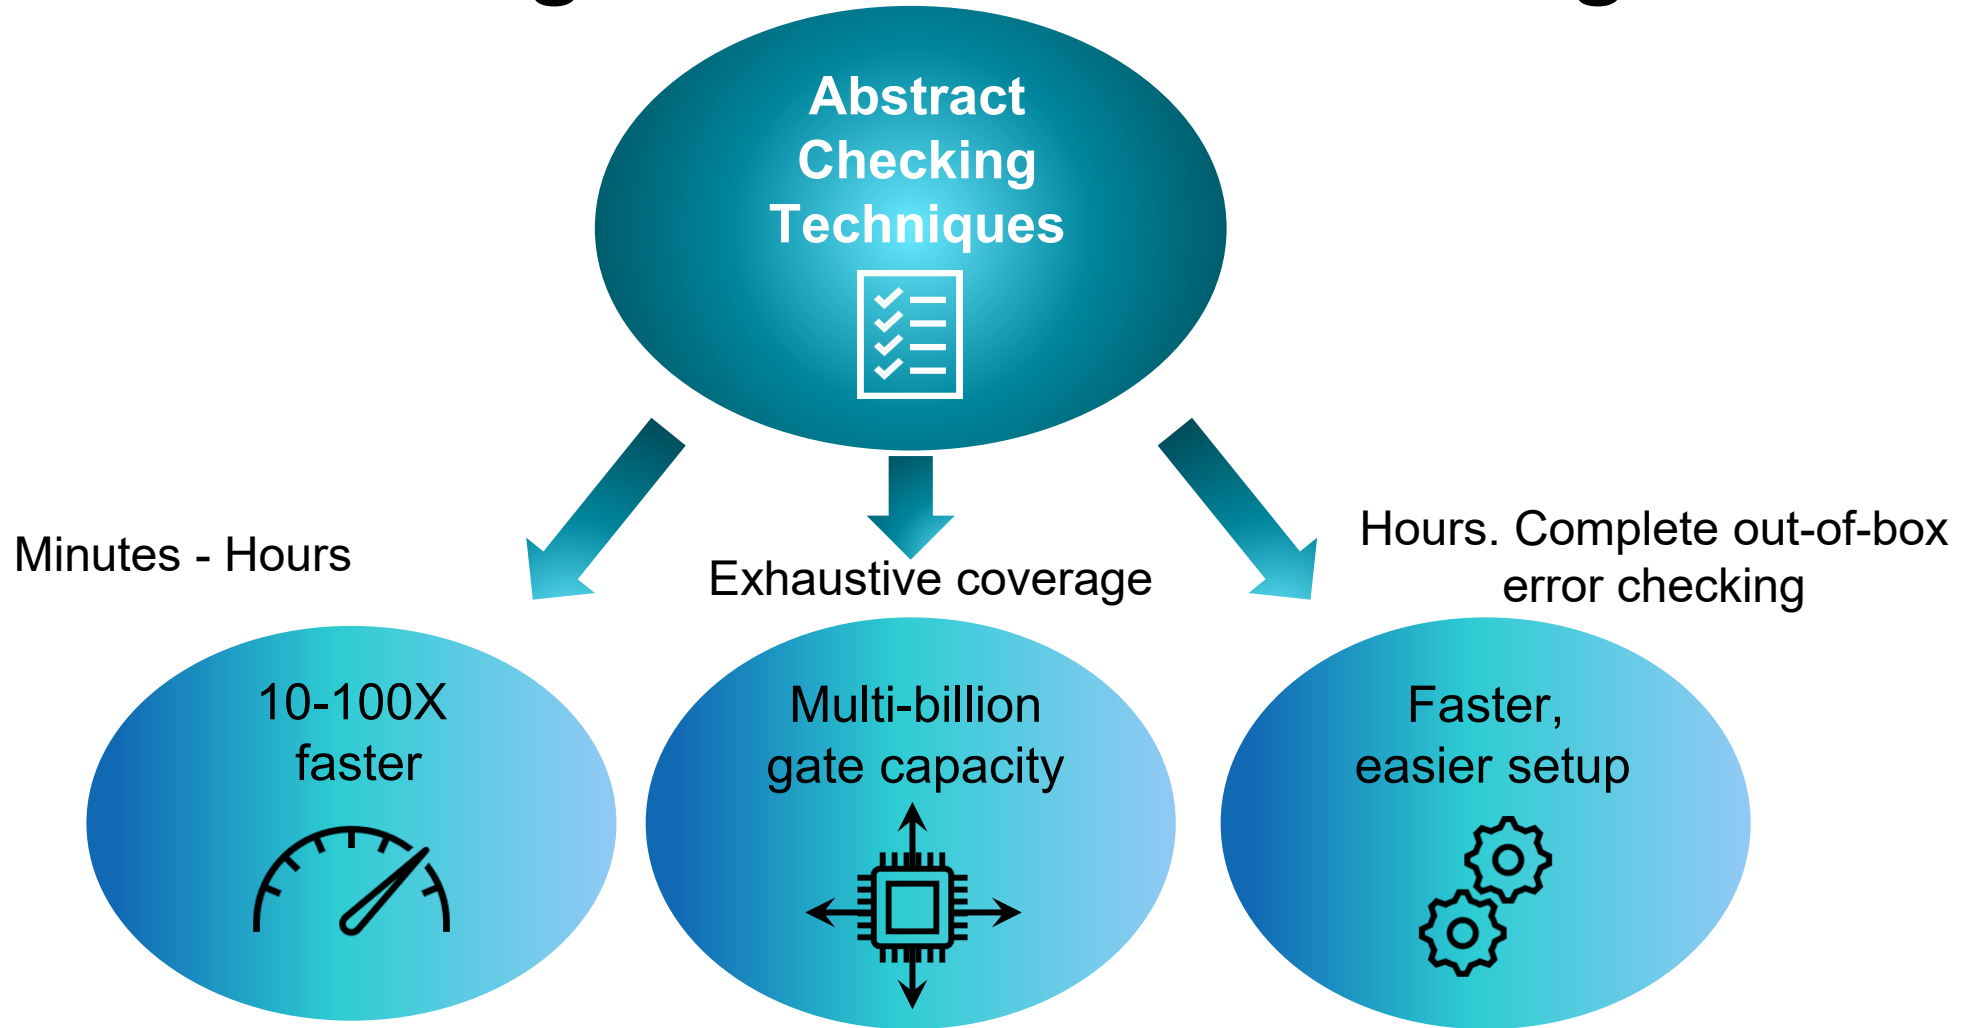 Abstract
Checking
Techniques
Minutes - Hours
Exhaustive coverage
Hours. Complete out-of-box
error checking
10-100X
faster
Multi-billion
gate capacity
Faster,
easier setup